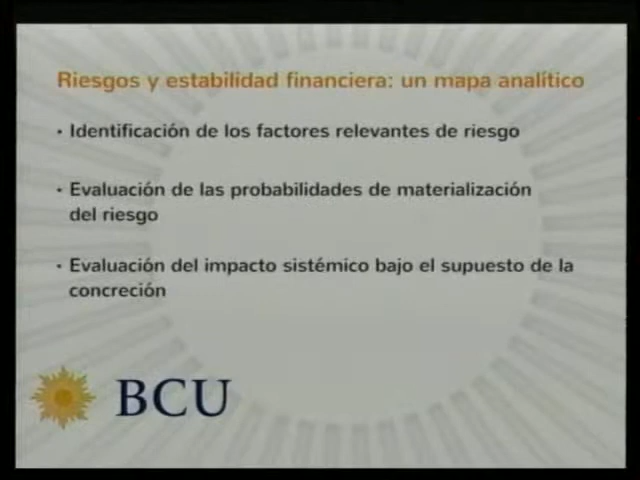 Riesgos y estabilidad financiera: un mapa analítico
• Identificación de los factores relevantes de riesgo
• Evaluación de las probabilidades de materialización
del riesgo
• Evaluación del impacto sistémico bajo el supuesto de la
concreción
BCU